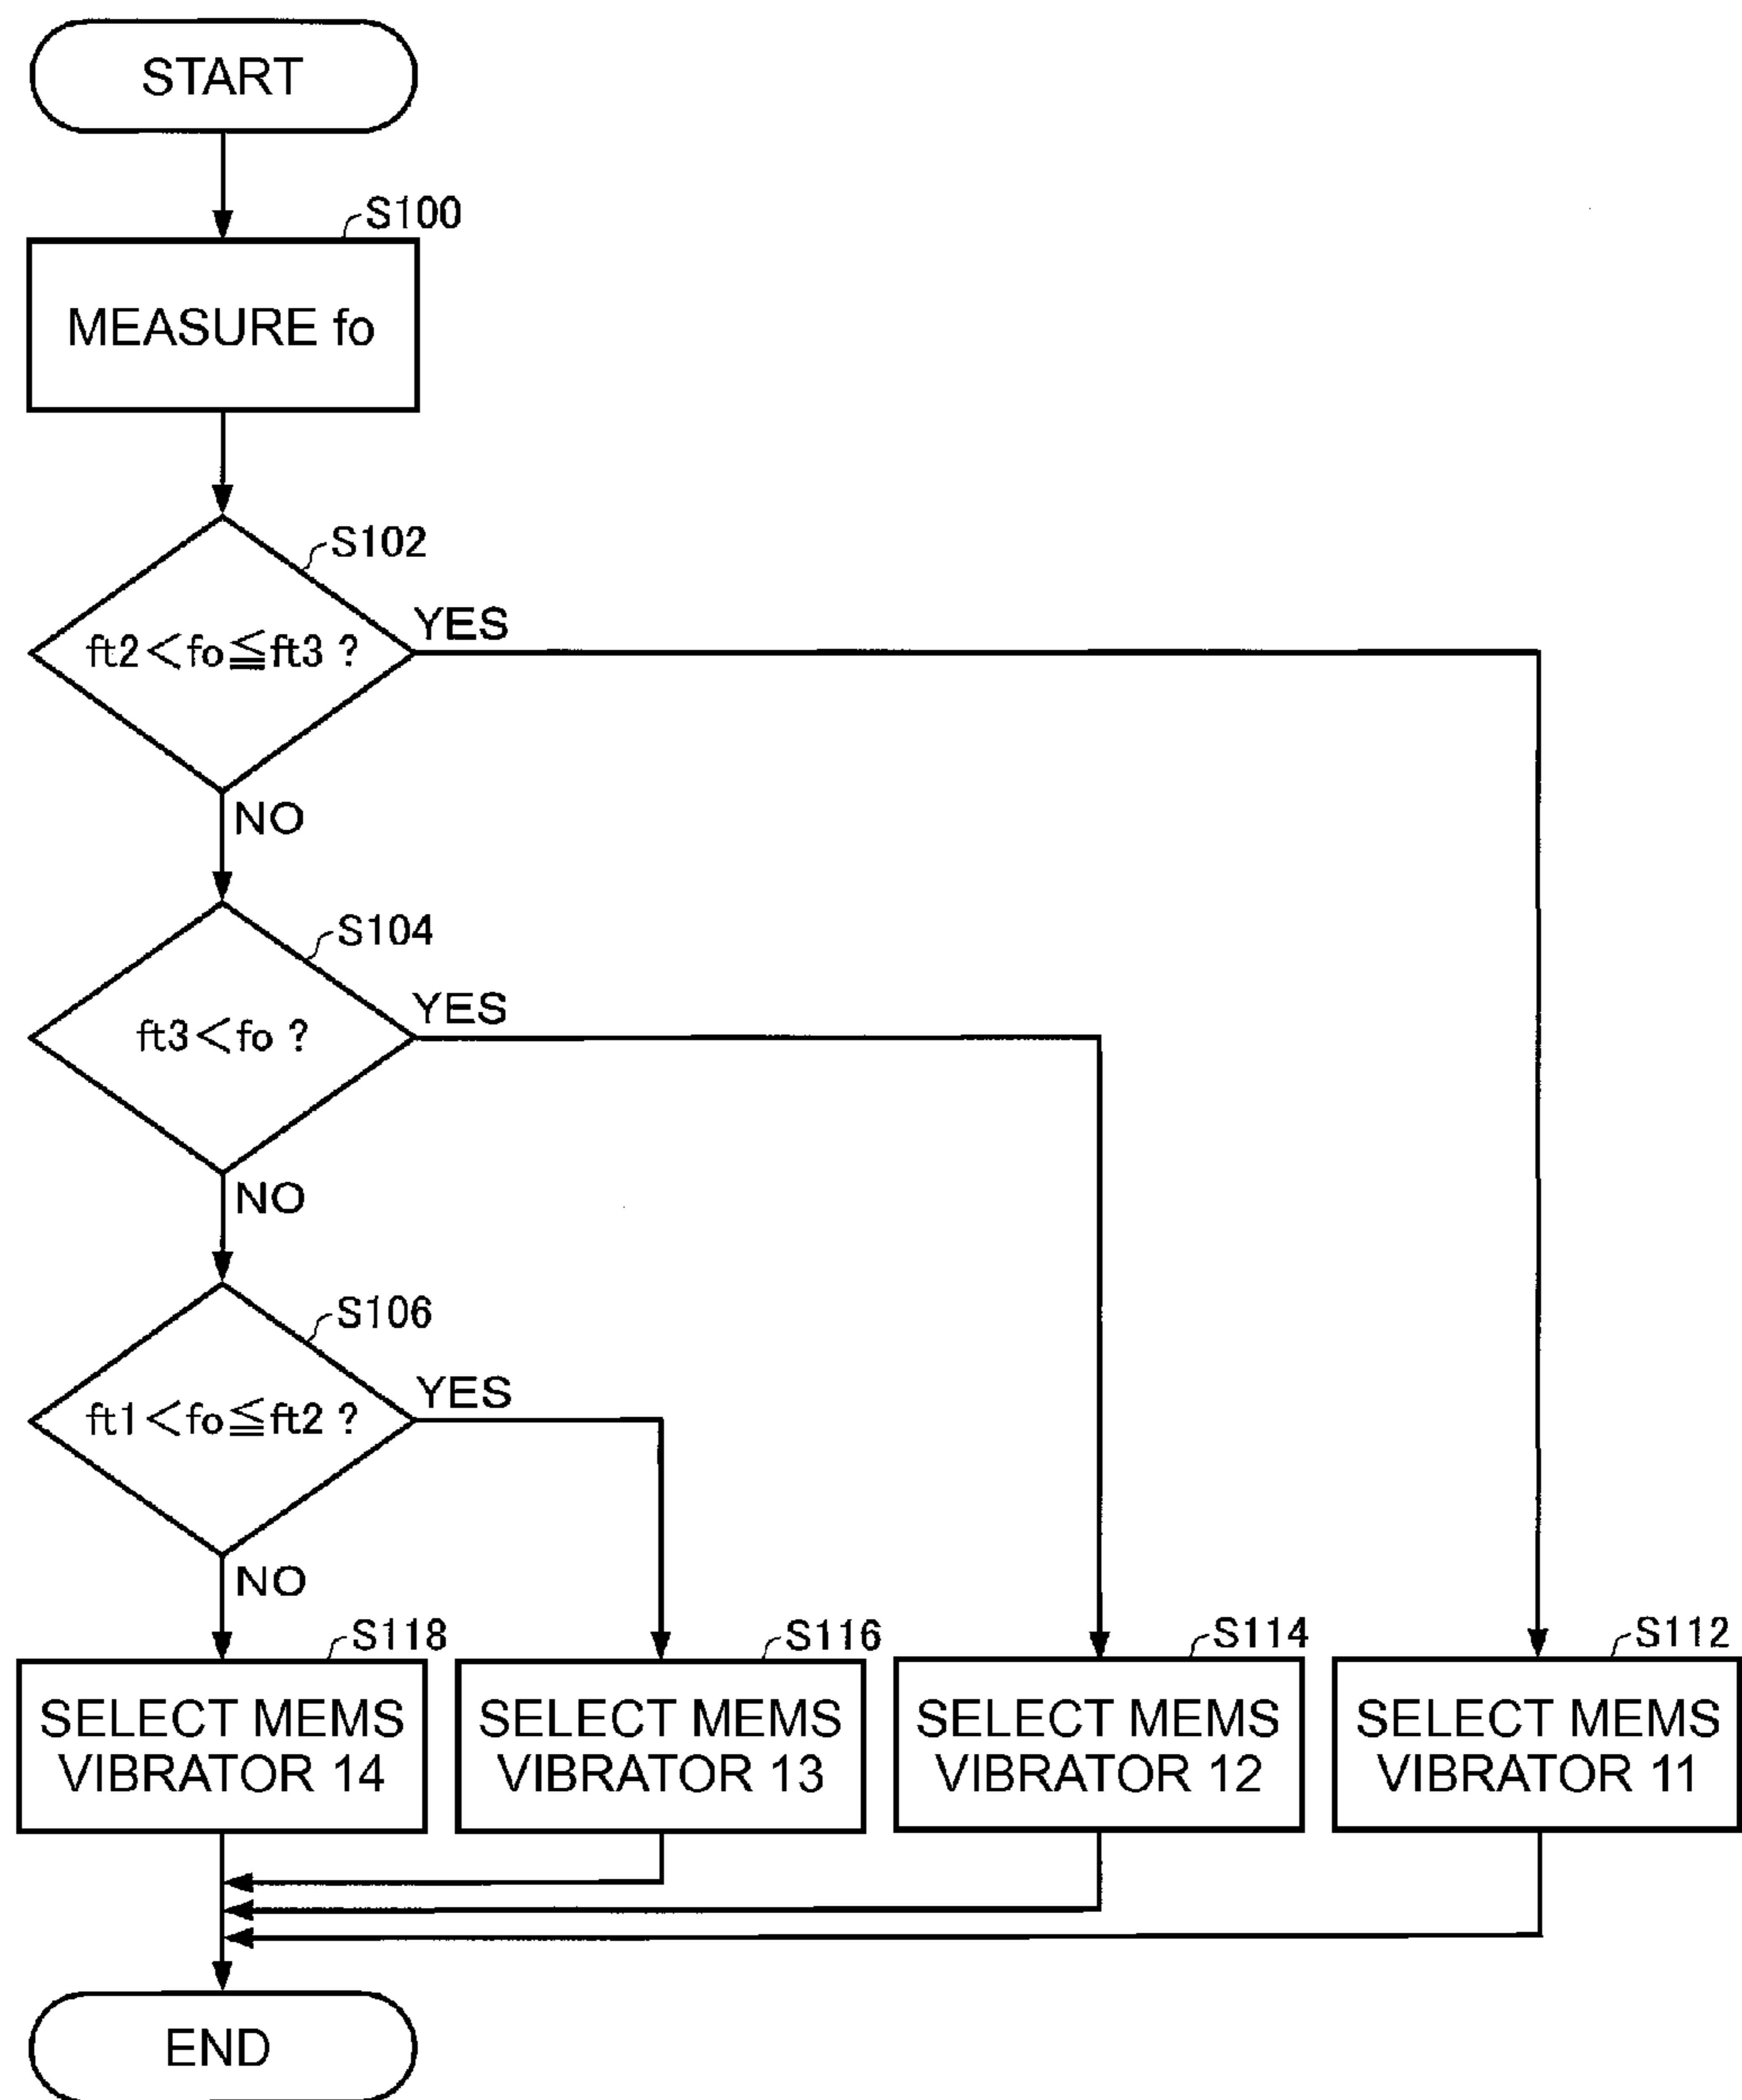 START
S100
MEASURE fo
S102
ft2<fo≦ft3 ?
YES
NO
S104
ft3<fo ?
YES
NO
S106
ft1<fo≦ft2 ?
YES
NO
S118
SELECT MEMS
VIBRATOR 14
S116
SELECT MEMS
VIBRATOR 13
S114
SELECT MEMS
VIBRATOR 12
S112
SELECT MEMS
VIBRATOR 11
END